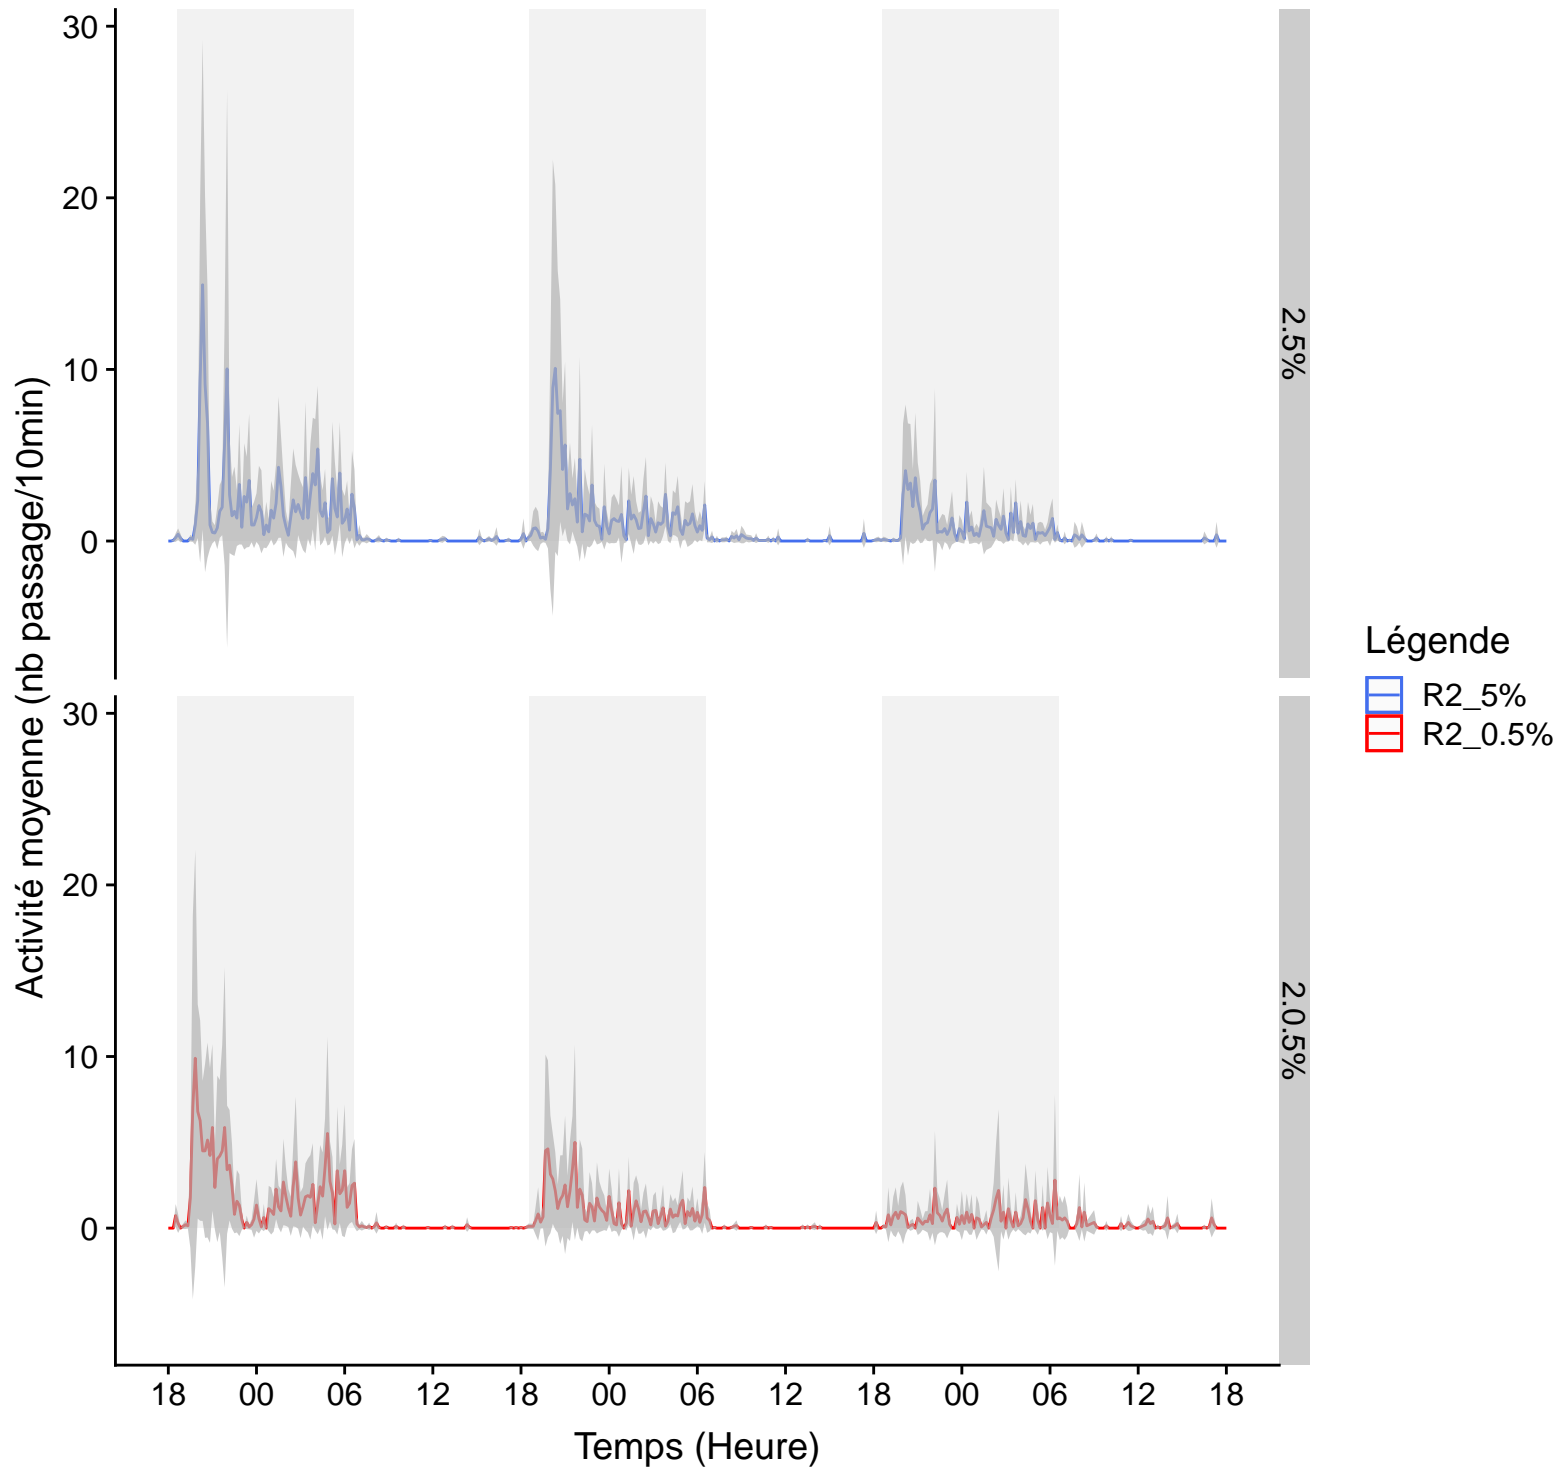 30
20
10
0
2.5%
30
20
10
0
2.0.5%
Activité moyenne (nb passage/10min)
18 00 06 12 18 00 06 12 18 00 06 12 18
Temps (Heure)
Légende
R2_5%
R2_0.5%